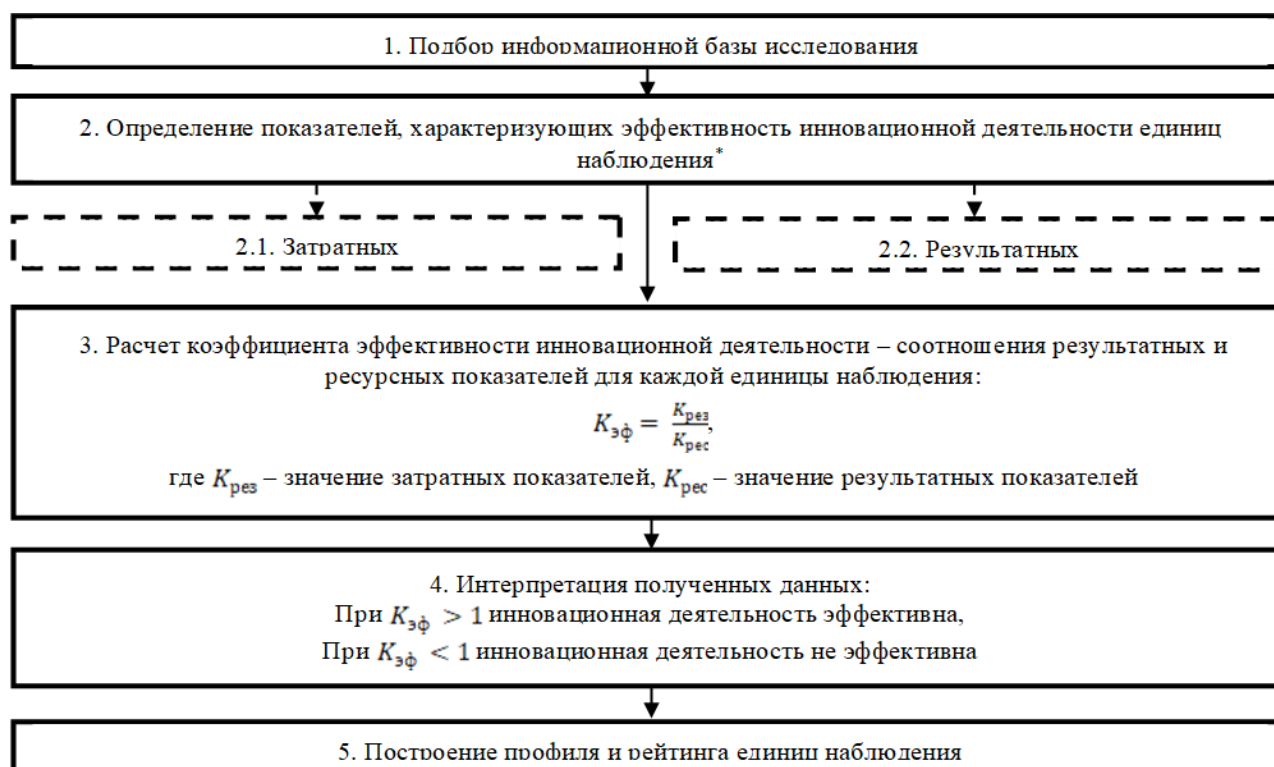 1. Подбор информационной базы исследования
2. Определение показателей, характеризующих эффективность инновационной деятельности единиц
наблюдения*
2.1. Затратных
2.2. Результатных
3. Расчет коэффициента эффективности инновационной деятельности – соотношения результатных и
ресурсных показателей для каждой единицы наблюдения:
Kэф = Kрез/Kрес,
где Kрез – значение затратных показателей, Kрес – значение результатных показателей
4. Интерпретация полученных данных:
При Kэф > 1 инновационная деятельность эффективна,
При Kэф < 1 инновационная деятельность не эффективна
5. Построение профиля и рейтинга единиц наблюдения